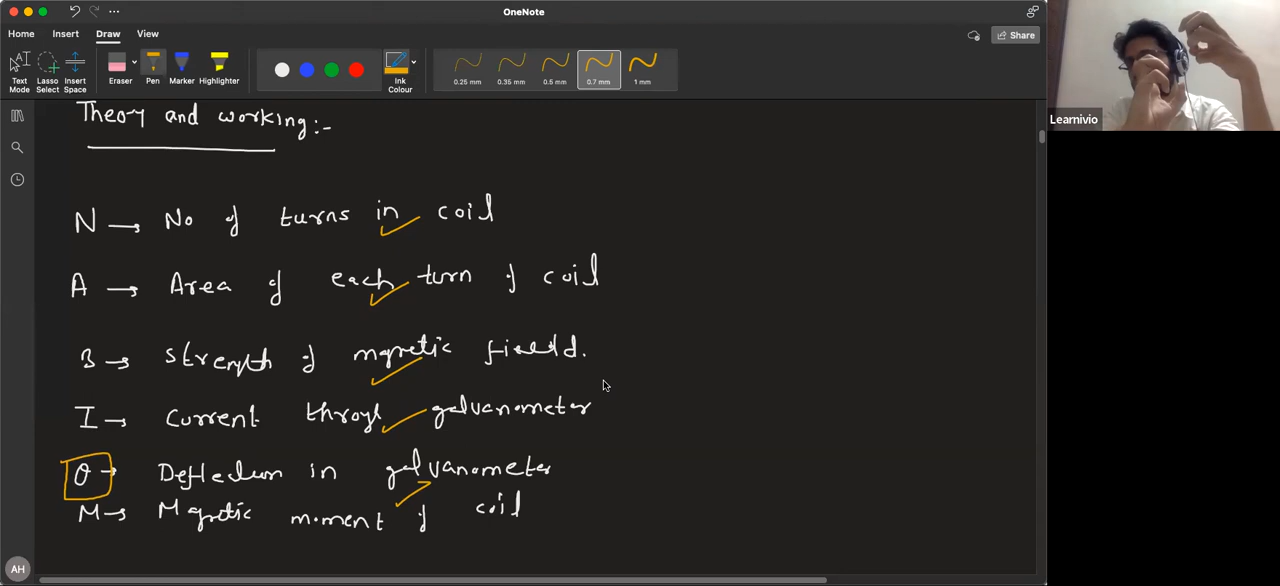 OneNote
Home Insert Draw View
Share
Text Mode Lasso Select Insert Space Eraser Pen Marker Highlighter Ink Colour 0.25 mm 0.35 mm 0.5 mm 0.7 mm 1 mm
Learnivio
Theory and working:-
N → No of turns in coil
A → Area of each turn of coil
B → Strength of magnetic field.
I → Current through galvanometer
θ → Deflection in galvanometer
M → Magnetic moment of coil
AH